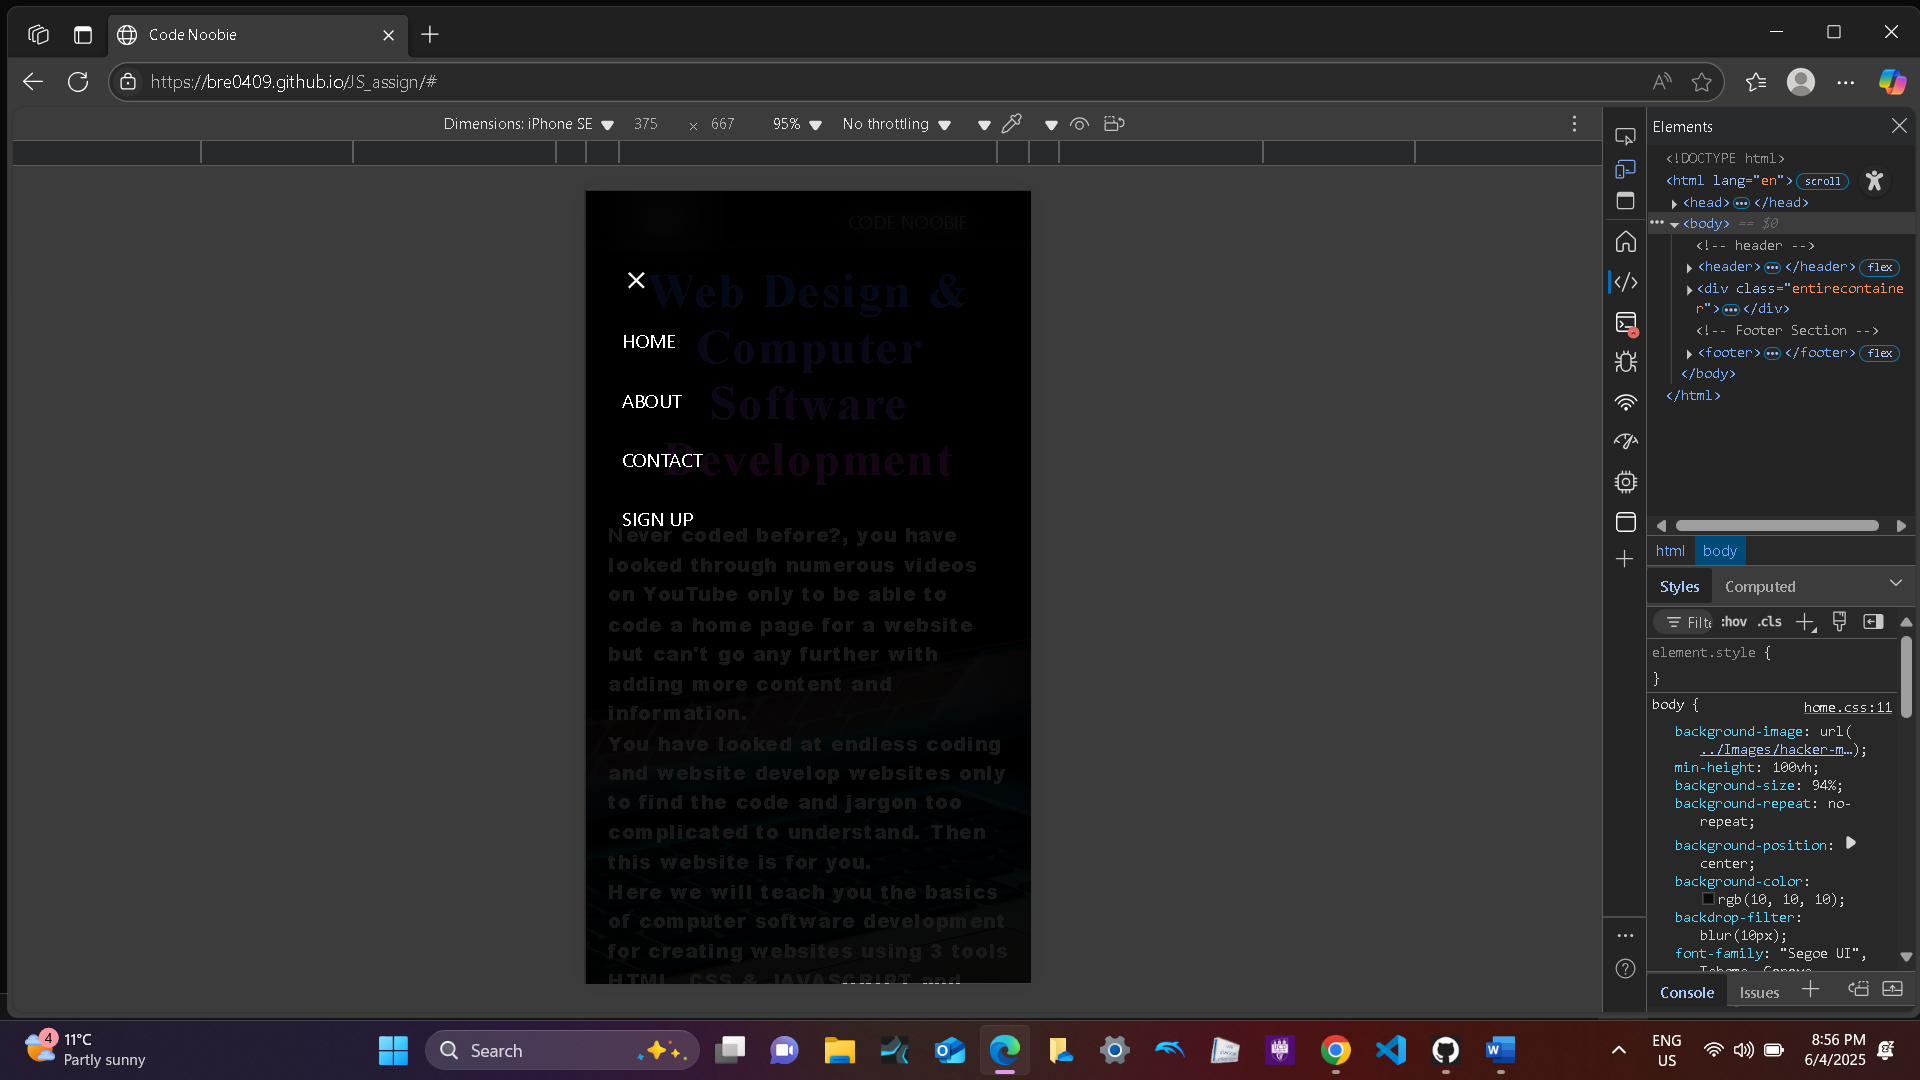 Code Noobie
https://bre0409.github.io/JS_assign/#
Dimensions: iPhone SE 375 × 667 95% No throttling
CODE NOOBIE
Web Design &
Computer
Software
Development
HOME
ABOUT
CONTACT
SIGN UP
Never coded before?, you have
looked through numerous videos
on YouTube only to be able to
code a home page for a website
but can't go any further with
adding more content and
information.
You have looked at endless coding
and website develop websites only
to find the code and jargon too
complicated to understand. Then
this website is for you.
Here we will teach you the basics
of computer software development
for creating websites using 3 tools
HTML, CSS & JAVASCRIPT and
Elements
<!DOCTYPE html>
<html lang="en"> scroll
<head> ••• </head>
••• <body> == $0
<!-- header -->
<header> ••• </header> flex
<div class="entirecontaine
r"> ••• </div>
<!-- Footer Section -->
<footer> ••• </footer> flex
</body>
</html>
html body
Styles Computed
Filte :hov .cls
element.style {
}
body { home.css:11
background-image: url(
../Images/hacker-m…);
min-height: 100vh;
background-size: 94%;
background-repeat: no-
repeat;
background-position:
center;
background-color:
rgb(10, 10, 10);
backdrop-filter:
blur(10px);
font-family: "Segoe UI",
Tahoma, Geneva,
Console Issues
4
11°C
Partly sunny
Search
ENG
US
8:56 PM
6/4/2025